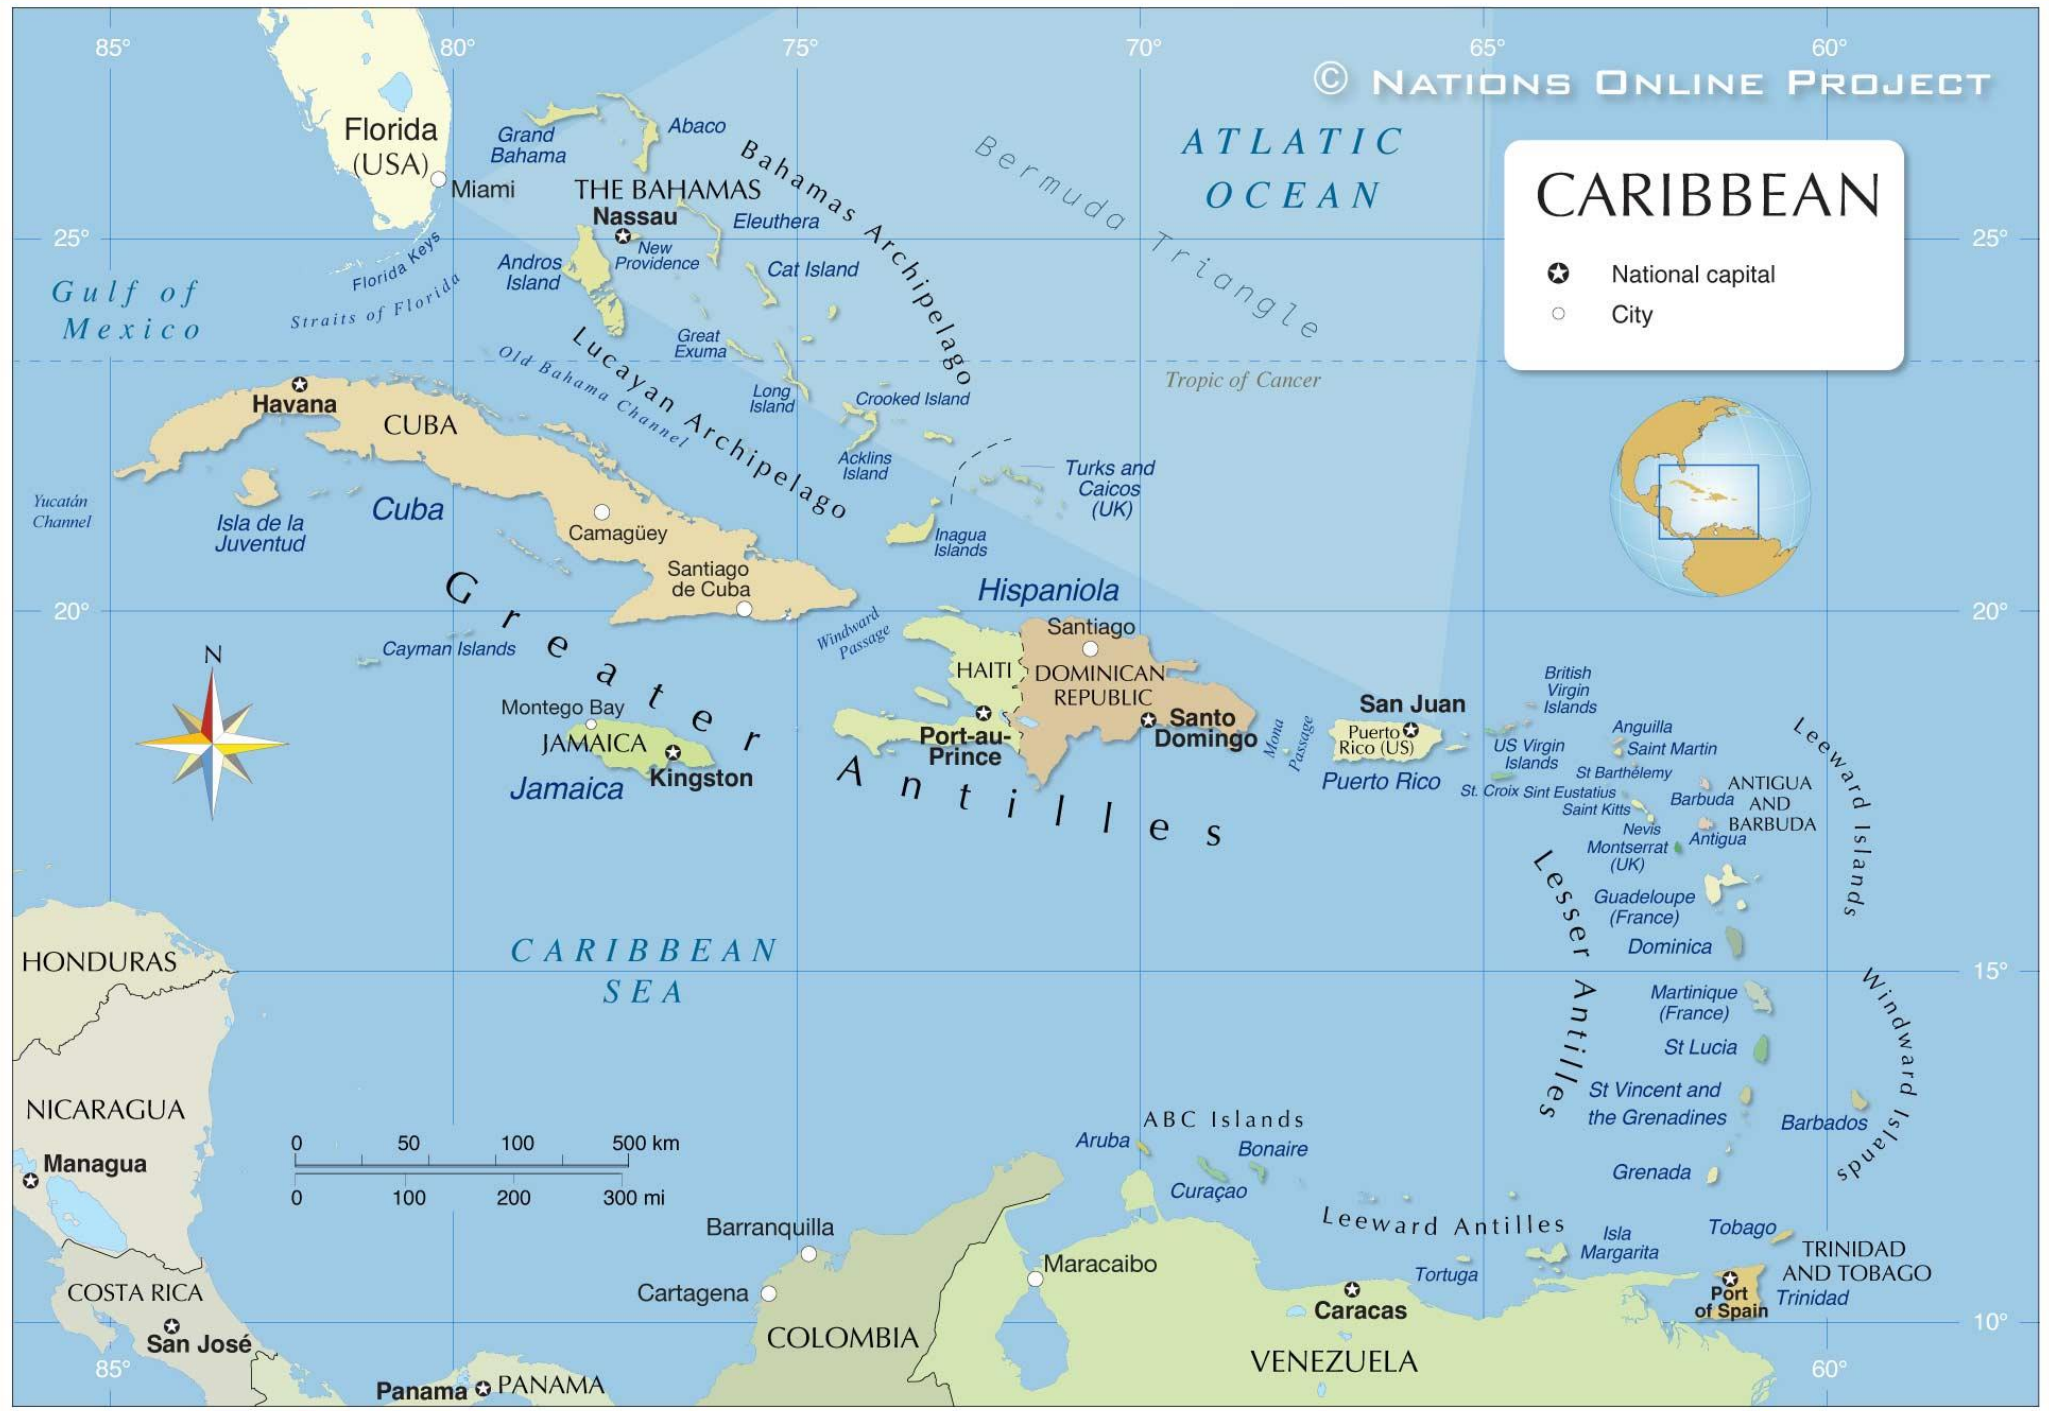 85°
80°
75°
70°
65°
60°
© NATIONS ONLINE PROJECT
Florida
(USA)
Miami
Grand
Bahama
Abaco
Bahamas Archipelago
THE BAHAMAS
Nassau
New
Providence
Eleuthera
Andros
Island
Cat Island
Bermuda Triangle
ATLATIC
OCEAN
CARIBBEAN
National capital
City
25°
25°
Gulf of
Mexico
Florida Keys
Straits of Florida
Great
Exuma
Lucayan Archipelago
Old Bahama Channel
Long
Island
Crooked Island
Tropic of Cancer
Acklins
Island
Turks and
Caicos
(UK)
Inagua
Islands
Havana
CUBA
Cuba
Yucatán
Channel
Isla de la
Juventud
Camagüey
Santiago
de Cuba
Hispaniola
20°
20°
Windward
Passage
Cayman Islands
Greater
Antilles
N
Montego Bay
JAMAICA
Kingston
Jamaica
HAITI
Port-au-
Prince
Santiago
DOMINICAN
REPUBLIC
Santo
Domingo
Mona
Passage
San Juan
Puerto
Rico (US)
Puerto Rico
British
Virgin
Islands
US Virgin
Islands
St. Croix
Anguilla
Saint Martin
St Barthélemy
Sint Eustatius
Saint Kitts
Nevis
Barbuda
ANTIGUA
AND
BARBUDA
Antigua
Montserrat
(UK)
Leeward Islands
Lesser Antilles
Guadeloupe
(France)
Dominica
15°
Martinique
(France)
St Lucia
Windward Islands
St Vincent and
the Grenadines
Barbados
Grenada
CARIBBEAN
SEA
HONDURAS
NICARAGUA
Managua
COSTA RICA
San José
85°
Panama
PANAMA
0 50 100 500 km
0 100 200 300 mi
Barranquilla
Cartagena
COLOMBIA
ABC Islands
Aruba
Bonaire
Curaçao
Maracaibo
Leeward Antilles
Caracas
VENEZUELA
Tortuga
Isla
Margarita
Tobago
TRINIDAD
AND TOBAGO
Trinidad
Port
of Spain
10°
60°